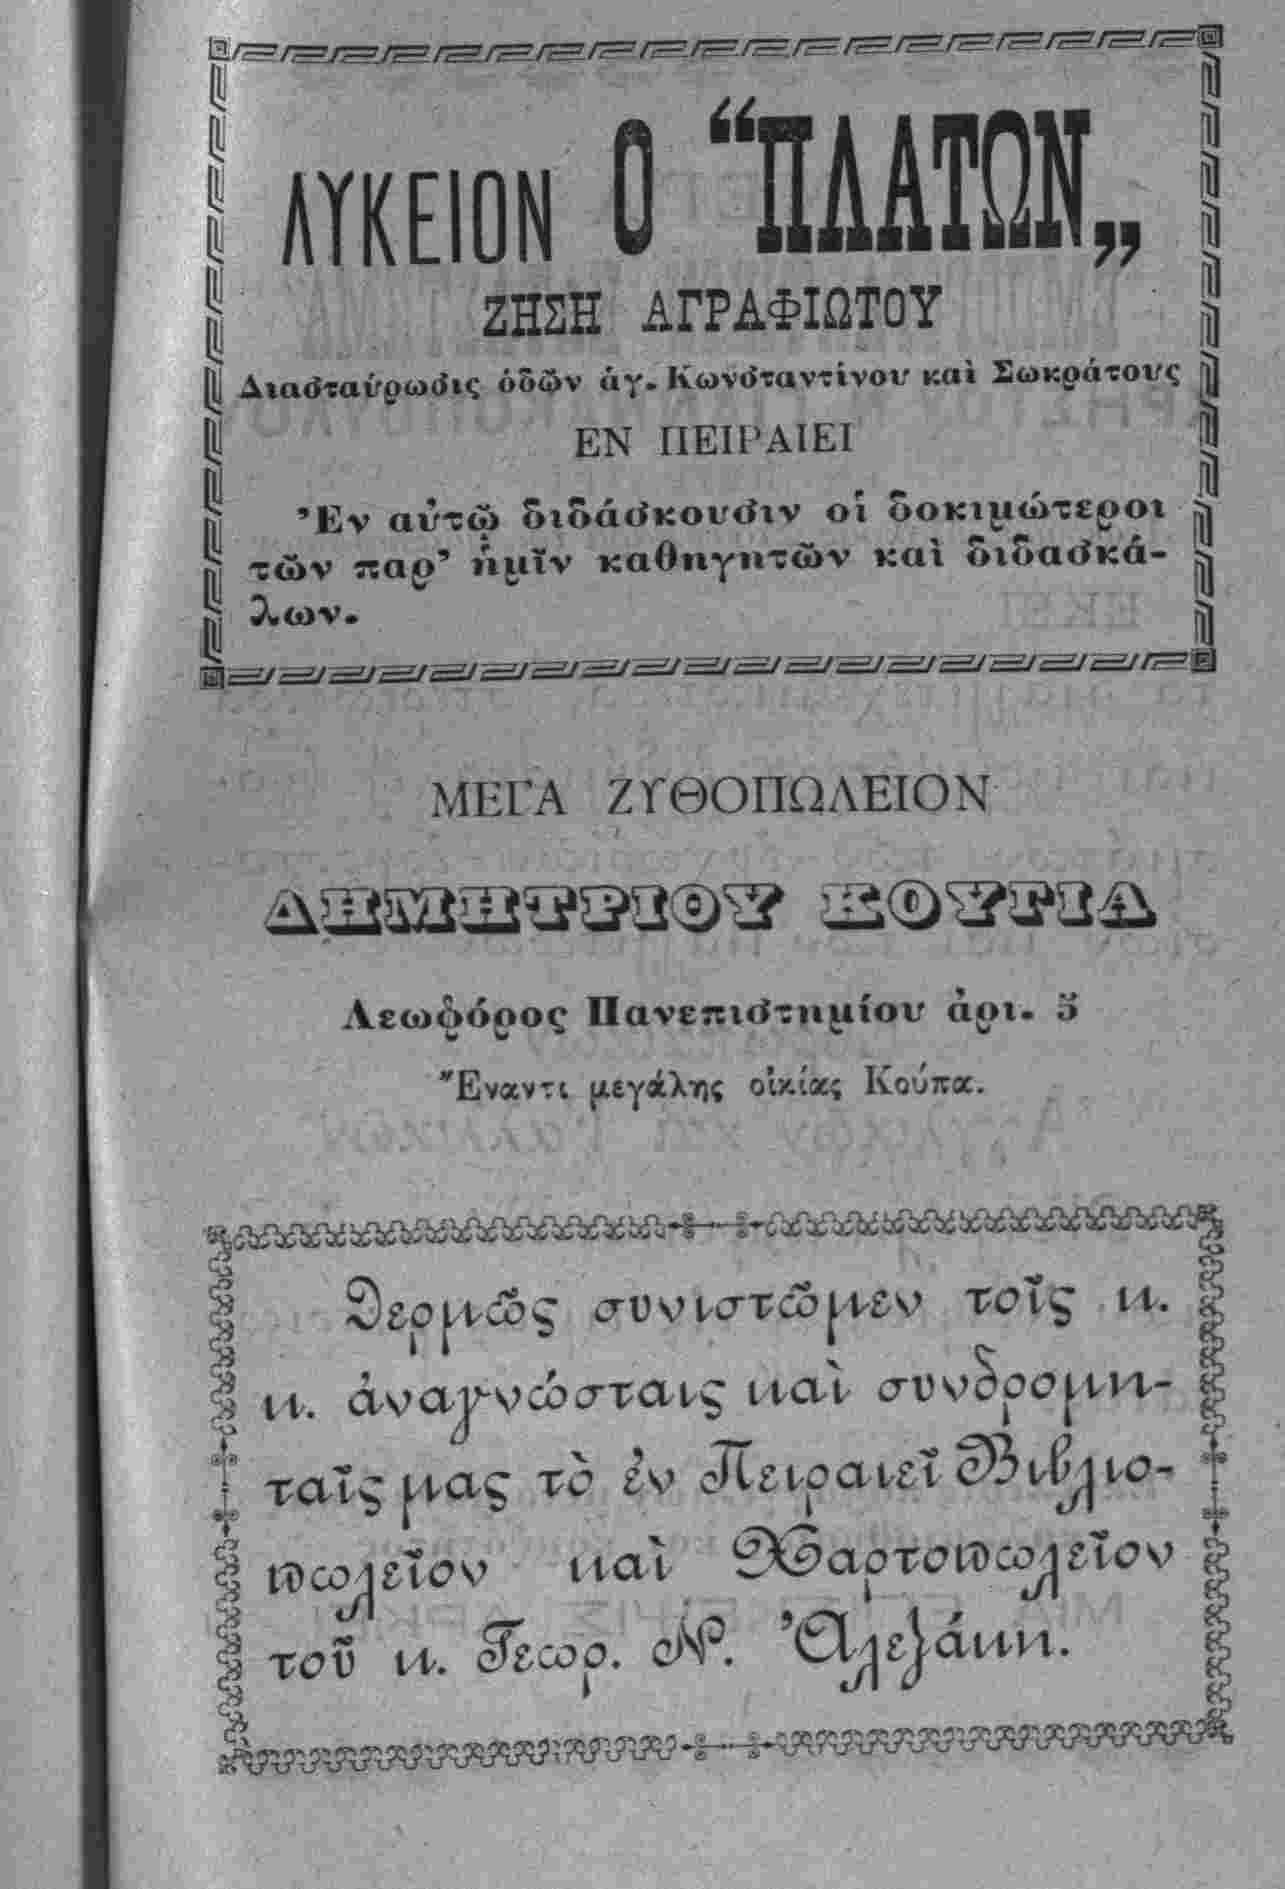 ΛΥΚΕΙΟΝ Ο “ΠΛΑΤΩΝ„
ΖΗΣΗ ΑΓΡΑΦΙΩΤΟΥ
Διασταύρωσις ὁδῶν ἁγ. Κωνσταντίνου καὶ Σωκράτους
ΕΝ ΠΕΙΡΑΙΕΙ
Ἐν αὐτῷ διδάσκουσιν οἱ δοκιμώτεροι
τῶν παρ’ ἡμῖν καθηγητῶν καὶ διδασκά-
λων.
ΜΕΓΑ ΖΥΘΟΠΩΛΕΙΟΝ
ΔΗΜΗΤΡΙΟΥ ΚΟΥΓΙΑ
Λεωφόρος Πανεπιστημίου ἀρι. 5
Ἔναντι μεγάλης οἰκίας Κούπα.
Θερμῶς συνιστῶμεν τοῖς κ.
κ. ἀναγνώσταις καὶ συνδρομη-
ταῖς μας τὸ ἐν Πειραιεῖ Βιβλιο-
πωλεῖον καὶ Χαρτοπωλεῖον
τοῦ κ. Γεωρ. Ν. Ἀλεξάκη.